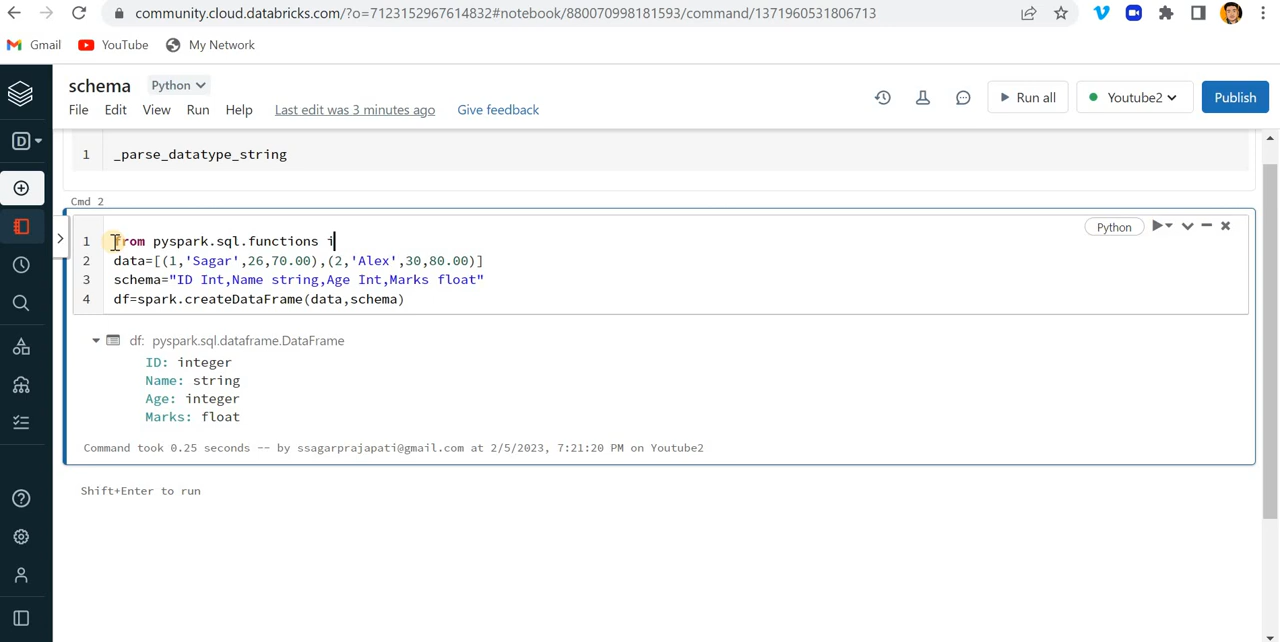 community.cloud.databricks.com/?o=7123152967614832#notebook/880070998181593/command/1371960531806713
Gmail YouTube My Network
schema Python
File Edit View Run Help Last edit was 3 minutes ago Give feedback
Run all Youtube2 Publish
D
1 _parse_datatype_string
Cmd 2
Python
1 from pyspark.sql.functions i
2 data=[(1,'Sagar',26,70.00),(2,'Alex',30,80.00)]
3 schema="ID Int,Name string,Age Int,Marks float"
4 df=spark.createDataFrame(data,schema)
df: pyspark.sql.dataframe.DataFrame
ID: integer
Name: string
Age: integer
Marks: float
Command took 0.25 seconds -- by ssagarprajapati@gmail.com at 2/5/2023, 7:21:20 PM on Youtube2
Shift+Enter to run